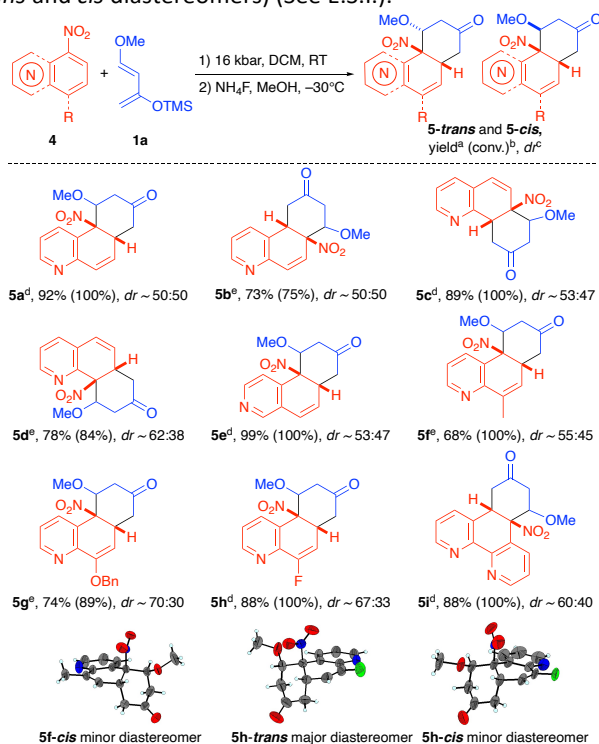 ns and cis diastereomers) (See E.S.I.).
NO₂
OMe
N
+
OTMS
R
4
1a
1) 16 kbar, DCM, RT
2) NH₄F, MeOH, –30°C
MeO
O
O₂N
N
H
R
MeO
O
O₂N
N
H
R
5-trans and 5-cis,
yieldᵃ (conv.)ᵇ, drᶜ
MeO
O
O₂N
H
N
5aᵈ, 92% (100%), dr ~ 50:50
O
H
OMe
NO₂
N
5bᵉ, 73% (75%), dr ~ 50:50
NO₂
OMe
N
H
O
5cᵈ, 89% (100%), dr ~ 53:47
H
N
O₂N
MeO
O
5dᵉ, 78% (84%), dr ~ 62:38
MeO
O
O₂N
H
N
5eᵈ, 99% (100%), dr ~ 53:47
MeO
O
O₂N
H
N
5fᵉ, 68% (100%), dr ~ 55:45
MeO
O
O₂N
H
N
OBn
5gᵉ, 74% (89%), dr ~ 70:30
MeO
O
O₂N
H
N
F
5hᵈ, 88% (100%), dr ~ 67:33
O
H
OMe
NO₂
N
N
5iᵈ, 88% (100%), dr ~ 60:40
5f-cis minor diastereomer
5h-trans major diastereomer
5h-cis minor diastereomer